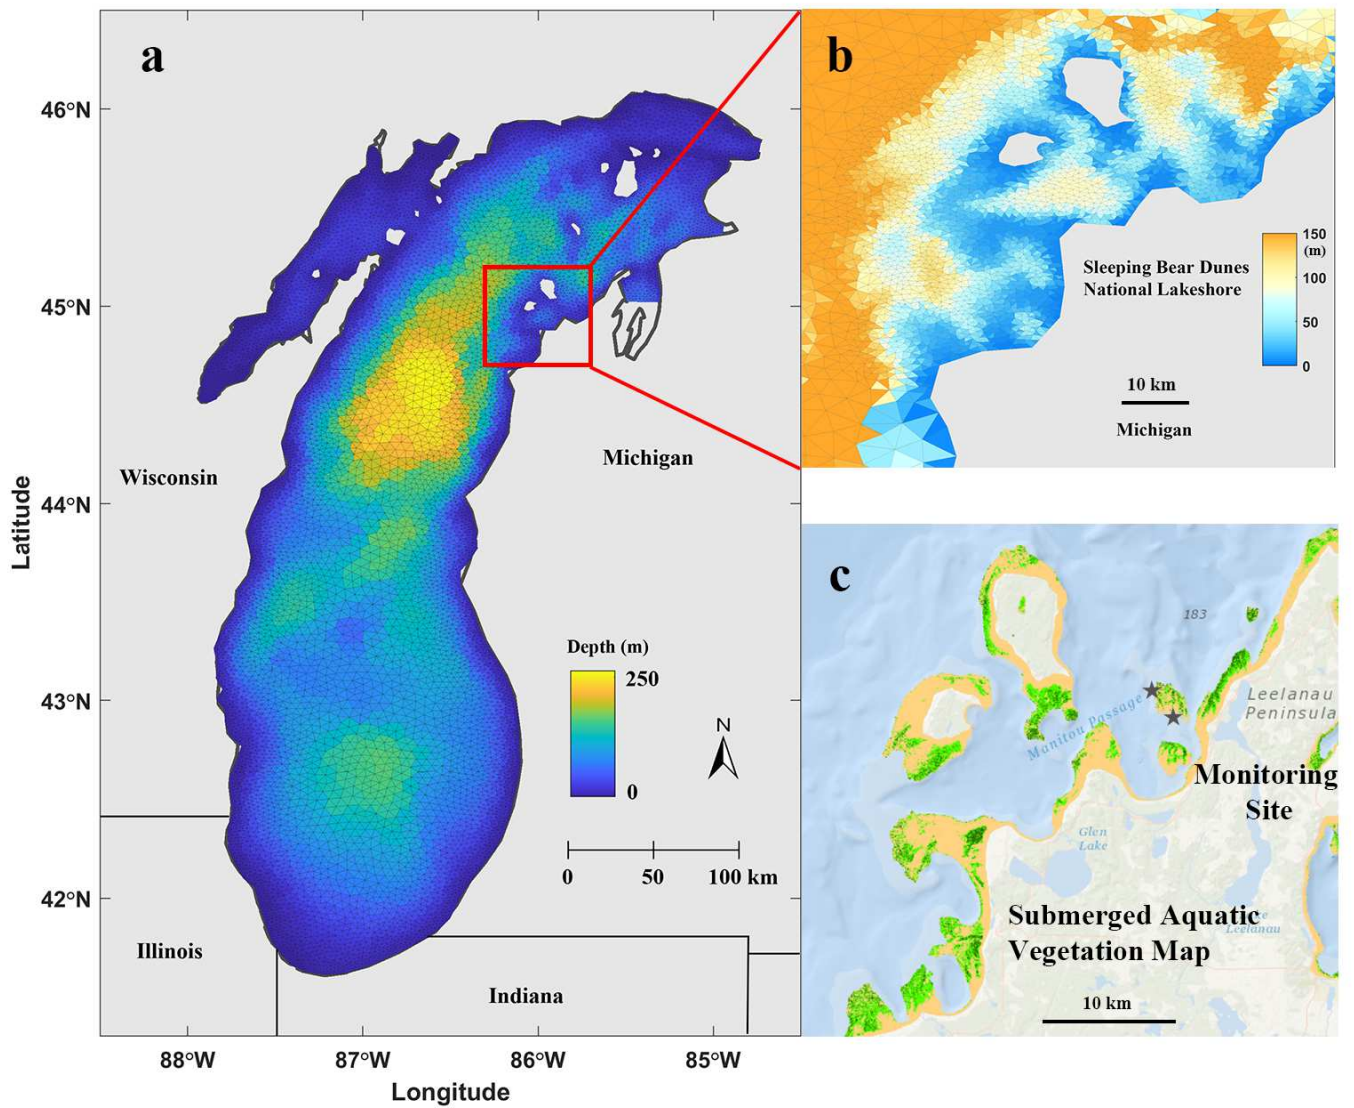 a
46°N
45°N
44°N
43°N
42°N
Latitude
88°W
87°W
86°W
85°W
Longitude
Wisconsin
Michigan
Illinois
Indiana
Depth (m)
250
0
N
0
50
100 km
b
150
(m)
100
50
0
Sleeping Bear Dunes
National Lakeshore
10 km
Michigan
c
183
Leelanau
Peninsula
Manitou Passage
Monitoring
Site
Glen
Lake
Submerged Aquatic
Vegetation Map
Leelanau
10 km